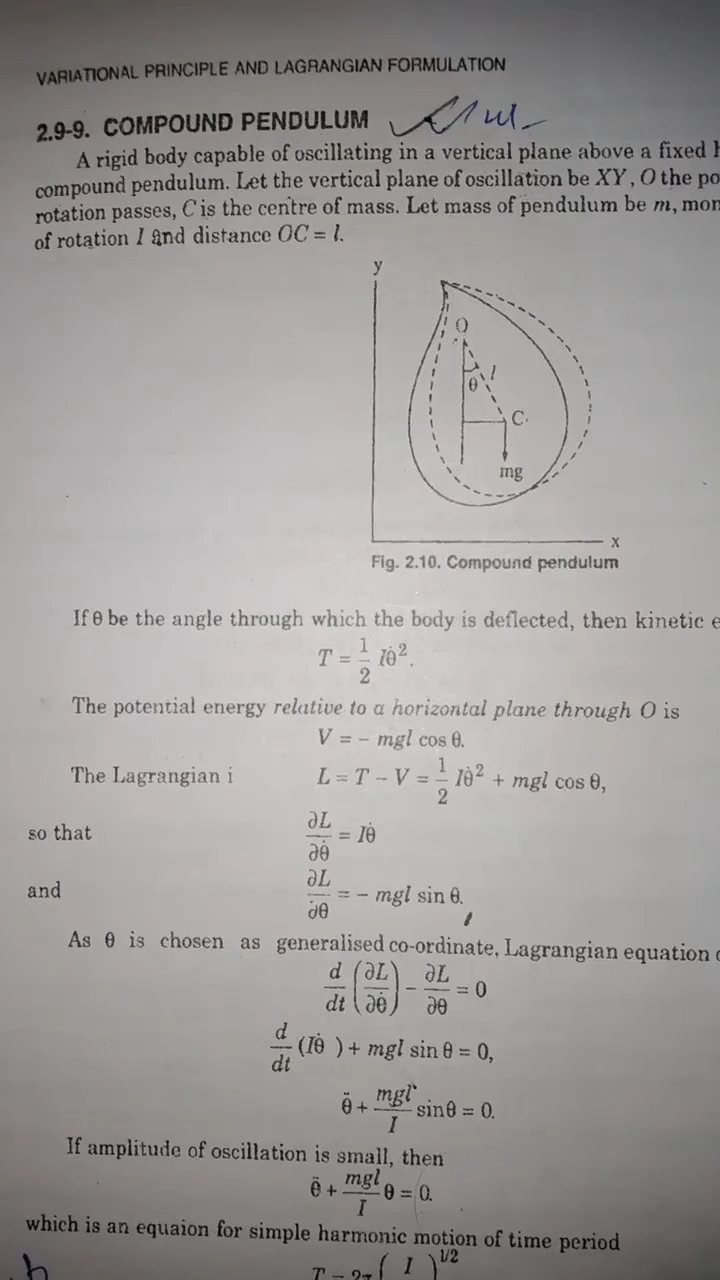 VARIATIONAL PRINCIPLE AND LAGRANGIAN FORMULATION
2.9-9. COMPOUND PENDULUM
A rigid body capable of oscillating in a vertical plane above a fixed
compound pendulum. Let the vertical plane of oscillation be XY, O the
rotation passes, C is the centre of mass. Let mass of pendulum be m,
of rotation I and distance OC = l.
y
O
θ
l
C.
mg
x
Fig. 2.10. Compound pendulum
If θ be the angle through which the body is deflected, then kinetic
T = 1/2 Iθ̇².
The potential energy relative to a horizontal plane through O is
V = – mgl cos θ.
The Lagrangian i L = T – V = 1/2 Iθ̇² + mgl cos θ,
so that ∂L/∂θ̇ = Iθ̇
and ∂L/∂θ = – mgl sin θ.
As θ is chosen as generalised co-ordinate, Lagrangian equation
d/dt (∂L/∂θ̇) – ∂L/∂θ = 0
d/dt (Iθ̇ ) + mgl sin θ = 0,
θ̈ + mgl/I sinθ = 0.
If amplitude of oscillation is small, then
θ̈ + mgl/I θ = 0.
which is an equaion for simple harmonic motion of time period
T = 2π ( I )^1/2